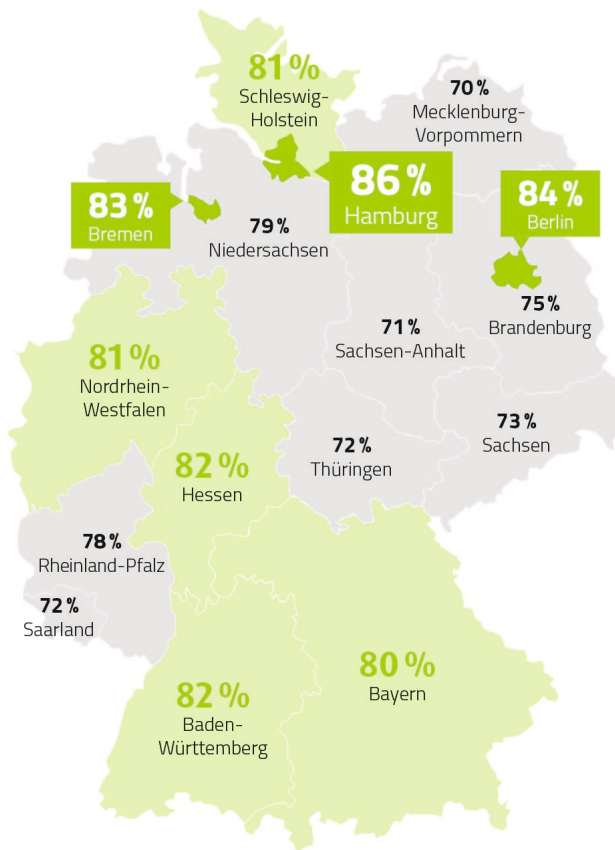 81 %
Schleswig-
Holstein
70 %
Mecklenburg-
Vorpommern
86 %
Hamburg
83 %
Bremen
84 %
Berlin
79 %
Niedersachsen
75 %
Brandenburg
71 %
Sachsen-Anhalt
81 %
Nordrhein-
Westfalen
73 %
Sachsen
72 %
Thüringen
82 %
Hessen
78 %
Rheinland-Pfalz
72 %
Saarland
80 %
Bayern
82 %
Baden-
Württemberg